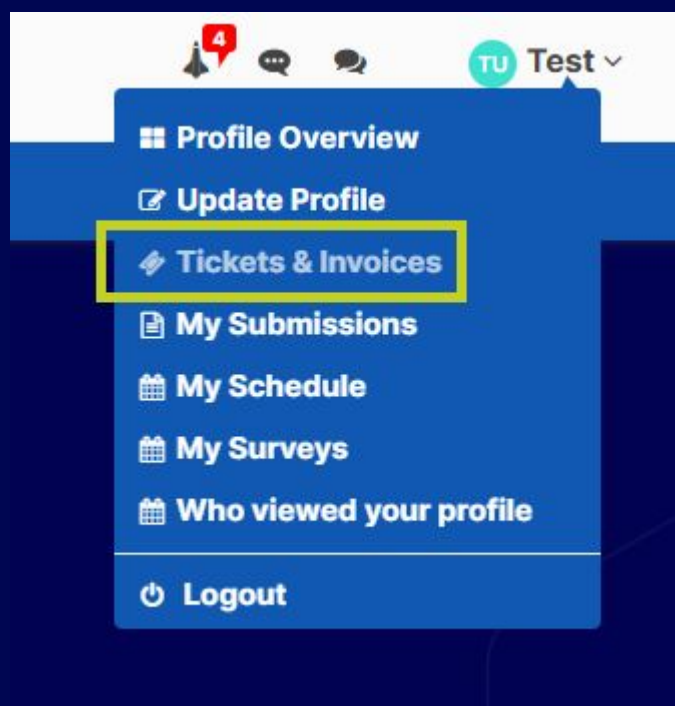 4
TU Test
Profile Overview
Update Profile
Tickets & Invoices
My Submissions
My Schedule
My Surveys
Who viewed your profile
Logout